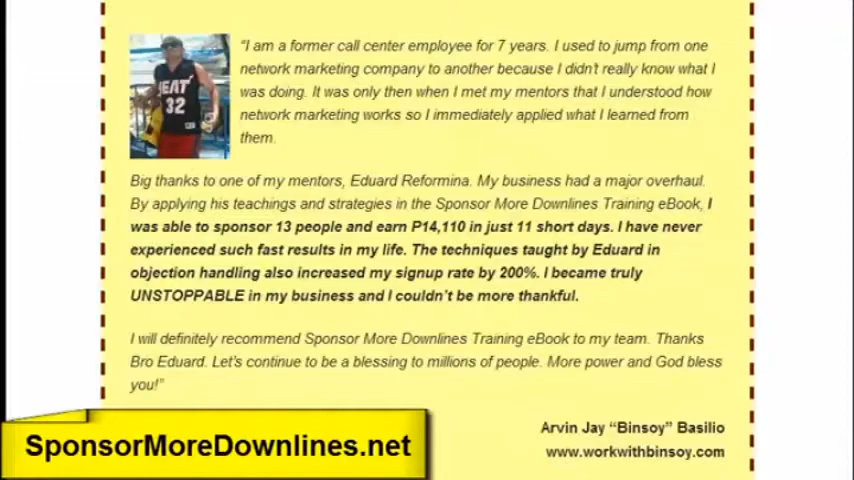 "I am a former call center employee for 7 years. I used to jump from one
network marketing company to another because I didn't really know what I
was doing. It was only then when I met my mentors that I understood how
network marketing works so I immediately applied what I learned from
them.
Big thanks to one of my mentors, Eduard Reformina. My business had a major overhaul.
By applying his teachings and strategies in the Sponsor More Downlines Training eBook, I
was able to sponsor 13 people and earn P14,110 in just 11 short days. I have never
experienced such fast results in my life. The techniques taught by Eduard in
objection handling also increased my signup rate by 200%. I became truly
UNSTOPPABLE in my business and I couldn't be more thankful.
I will definitely recommend Sponsor More Downlines Training eBook to my team. Thanks
Bro Eduard. Let's continue to be a blessing to millions of people. More power and God bless
you!"
Arvin Jay "Binsoy" Basilio
www.workwithbinsoy.com
SponsorMoreDownlines.net
HEAT
32